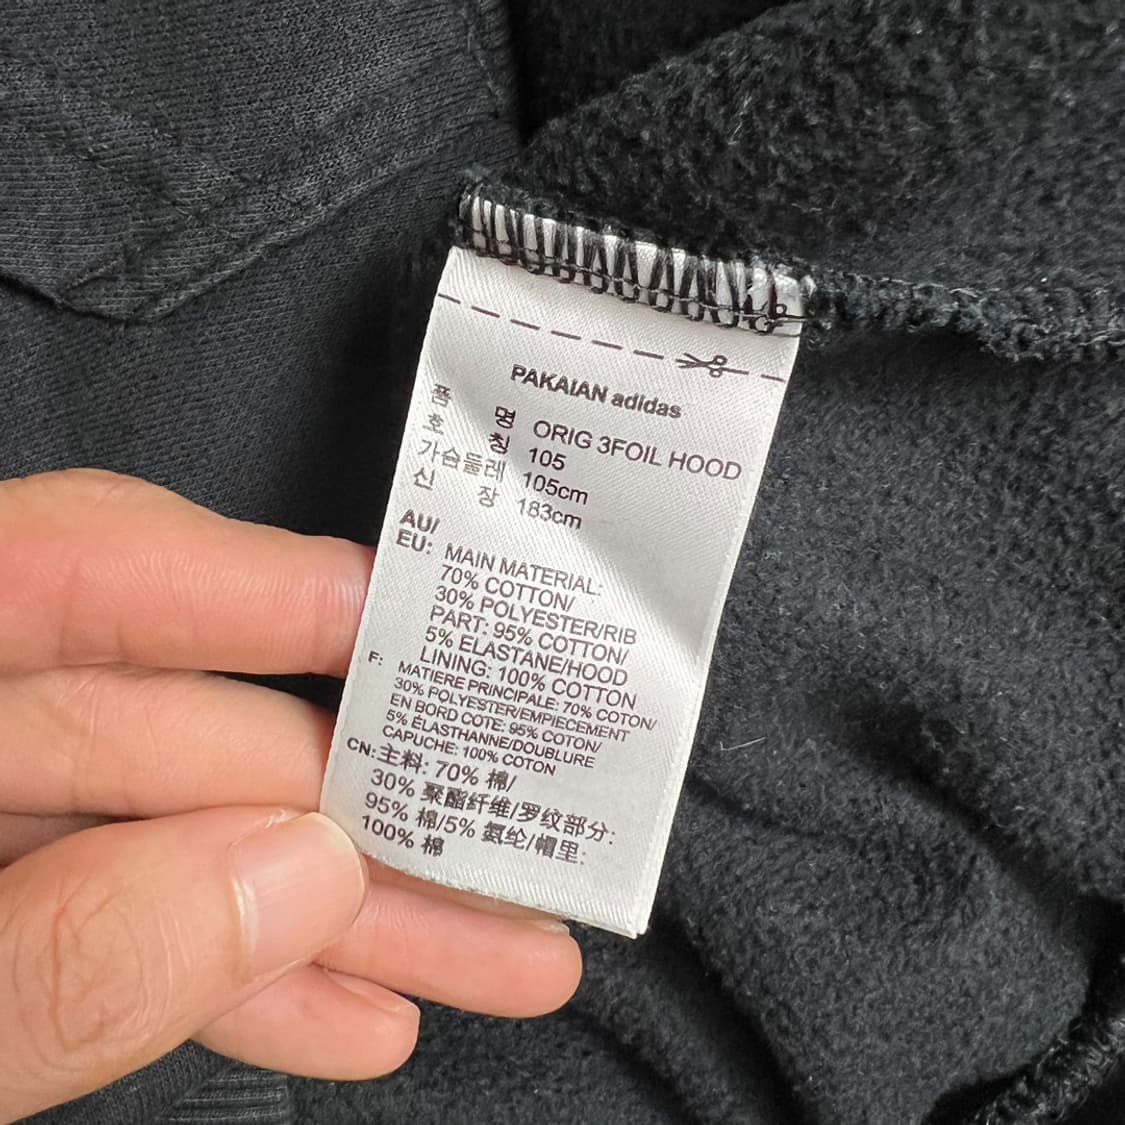 PAKAIAN adidas
품 명 ORIG 3FOIL HOOD
호 칭 105
가슴둘레 105cm
신 장 183cm
AU/
EU: MAIN MATERIAL:
70% COTTON/
30% POLYESTER/RIB
PART: 95% COTTON/
5% ELASTANE/HOOD
LINING: 100% COTTON
F: MATIERE PRINCIPALE: 70% COTON/
30% POLYESTER/EMPIECEMENT
EN BORD COTE: 95% COTON/
5% ÉLASTHANNE/DOUBLURE
CAPUCHE: 100% COTON
CN: 主料: 70% 棉/
30% 聚酯纤维/罗纹部分:
95% 棉/5% 氨纶/帽里:
100% 棉